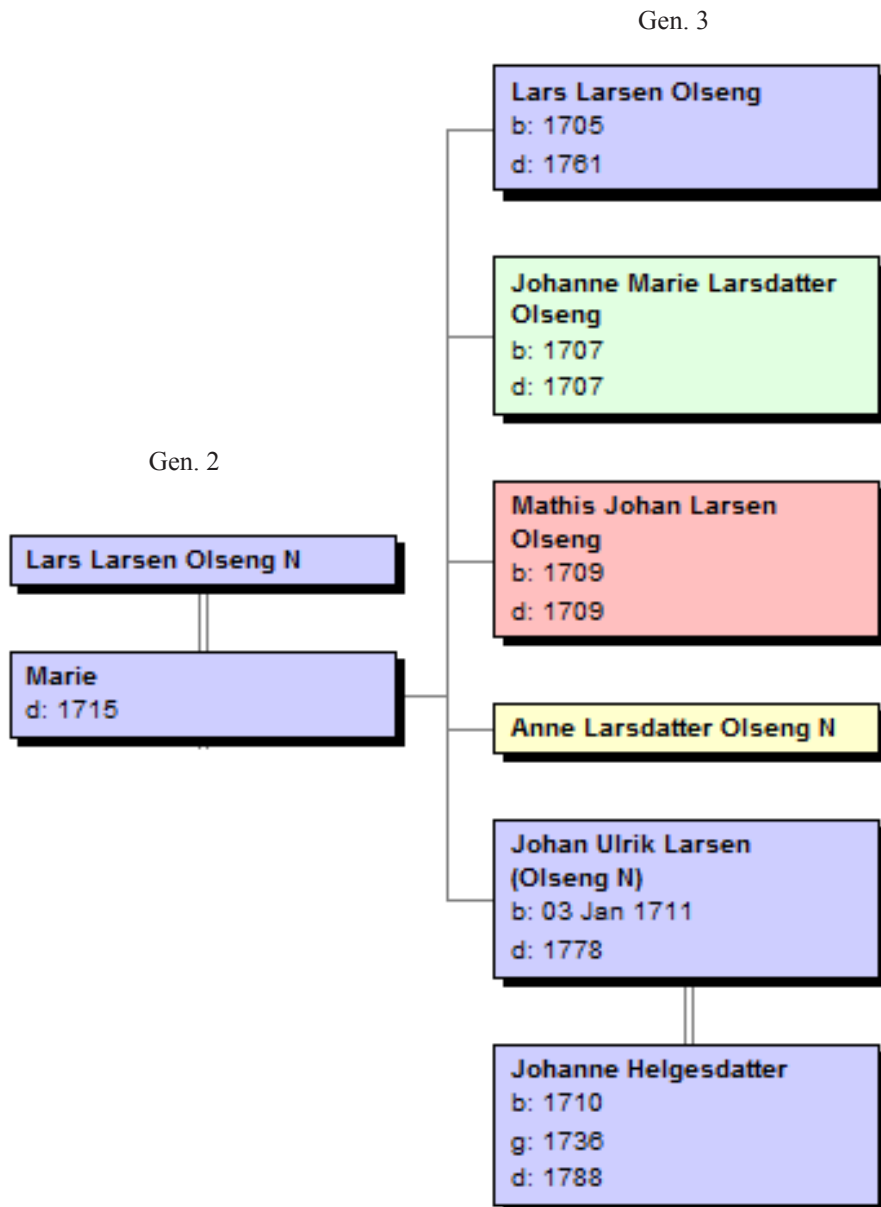 Gen. 3
Lars Larsen Olseng
b: 1705
d: 1761
Johanne Marie Larsdatter
Olseng
b: 1707
d: 1707
Gen. 2
Mathis Johan Larsen
Olseng
b: 1709
d: 1709
Lars Larsen Olseng N
Marie
d: 1715
Anne Larsdatter Olseng N
Johan Ulrik Larsen
(Olseng N)
b: 03 Jan 1711
d: 1778
Johanne Helgesdatter
b: 1710
g: 1736
d: 1788